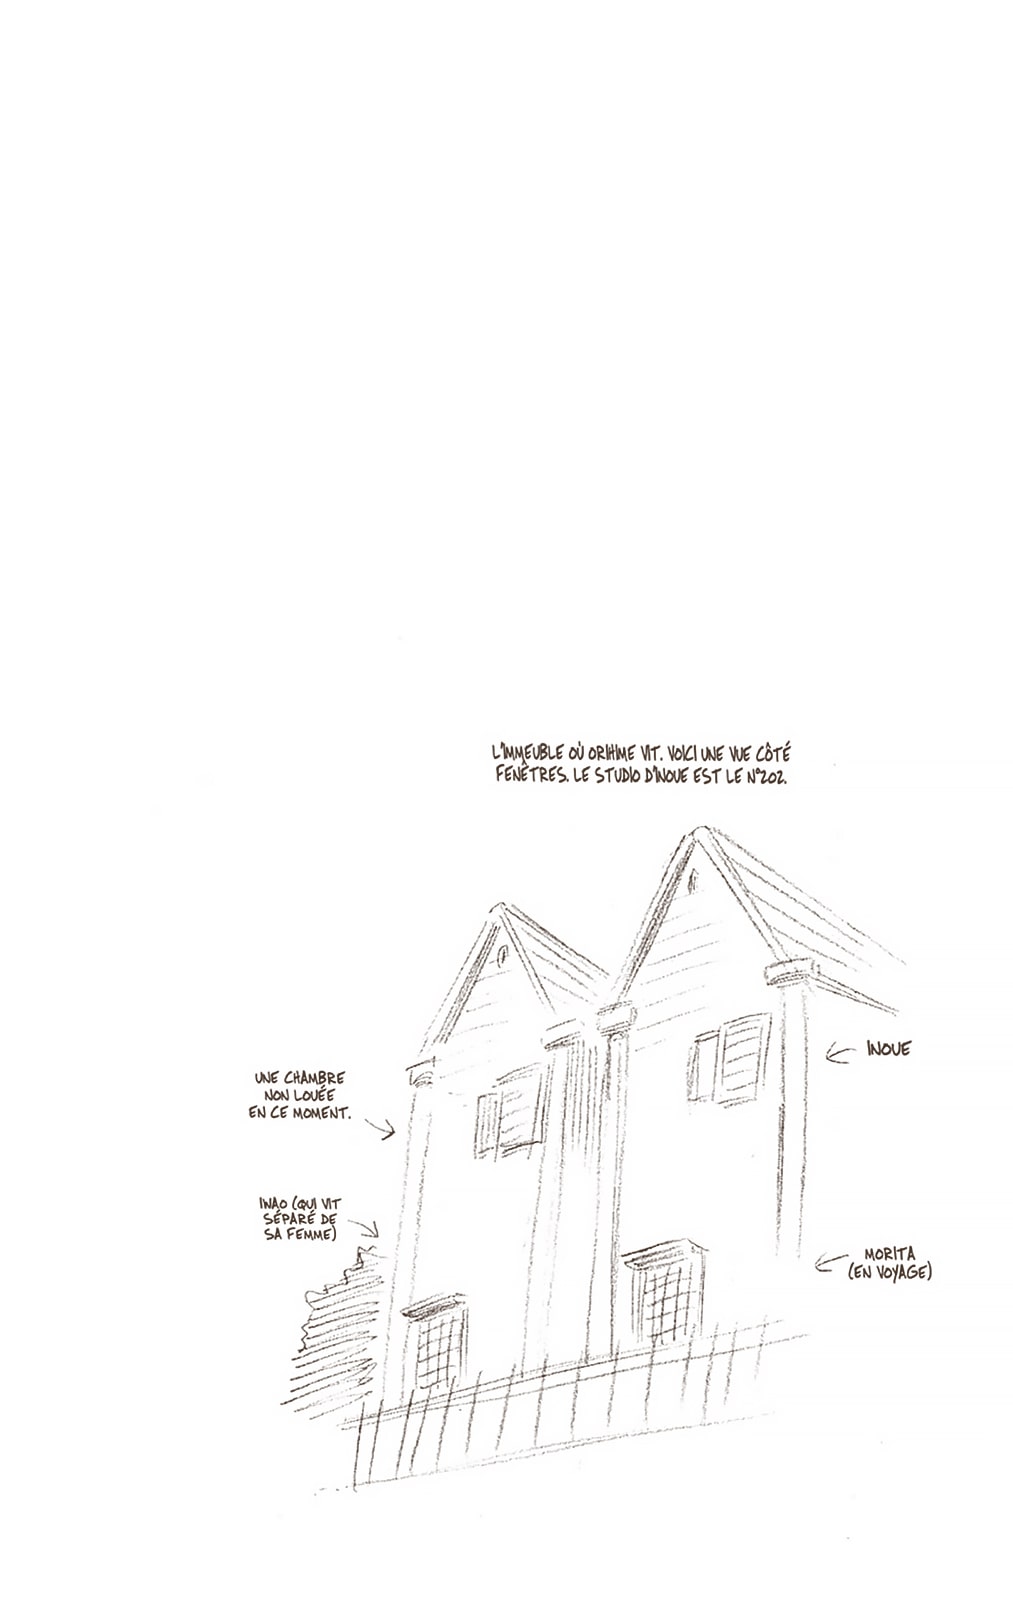 L'IMMEUBLE OÙ ORIHIME VIT. VOICI UNE VUE CÔTÉ
FENÊTRES. LE STUDIO D'INOUE EST LE N°202.
INOUE
UNE CHAMBRE
NON LOUÉE
EN CE MOMENT.
INAO (QUI VIT
SÉPARÉ DE
SA FEMME)
MORITA
(EN VOYAGE)